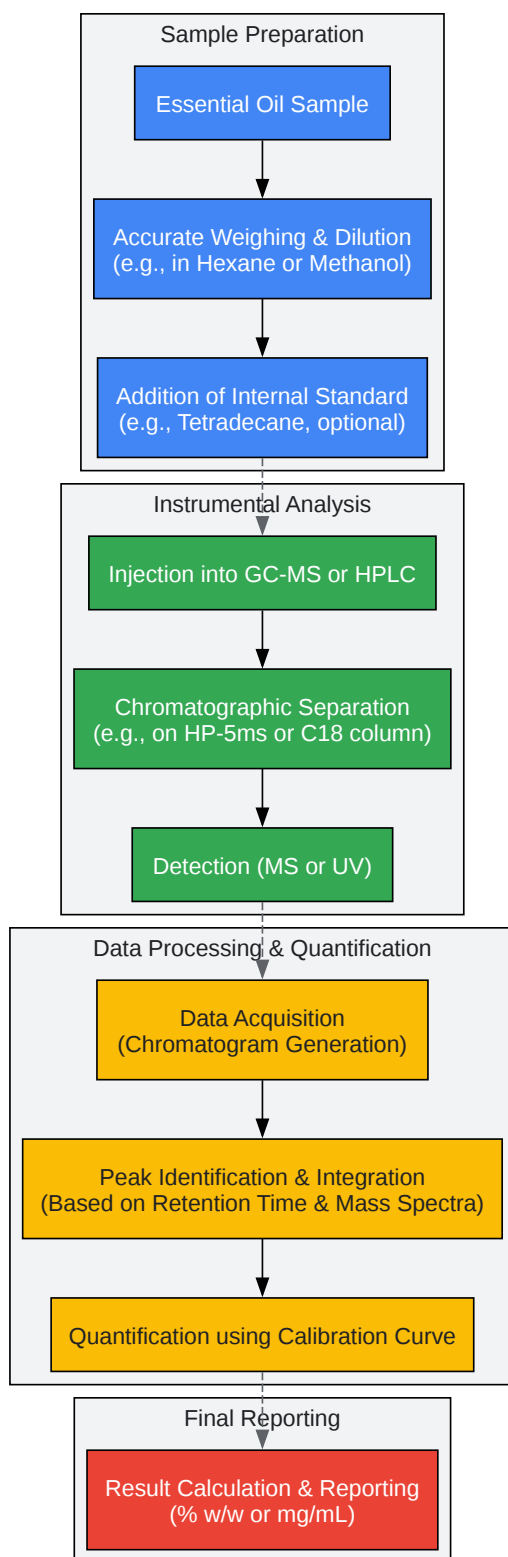 Sample Preparation
Essential Oil Sample
Accurate Weighing & Dilution
(e.g., in Hexane or Methanol)
Addition of Internal Standard
(e.g., Tetradecane, optional)
Instrumental Analysis
Injection into GC-MS or HPLC
Chromatographic Separation
(e.g., on HP-5ms or C18 column)
Detection (MS or UV)
Data Processing & Quantification
Data Acquisition
(Chromatogram Generation)
Peak Identification & Integration
(Based on Retention Time & Mass Spectra)
Quantification using Calibration Curve
Final Reporting
Result Calculation & Reporting
(% w/w or mg/mL)